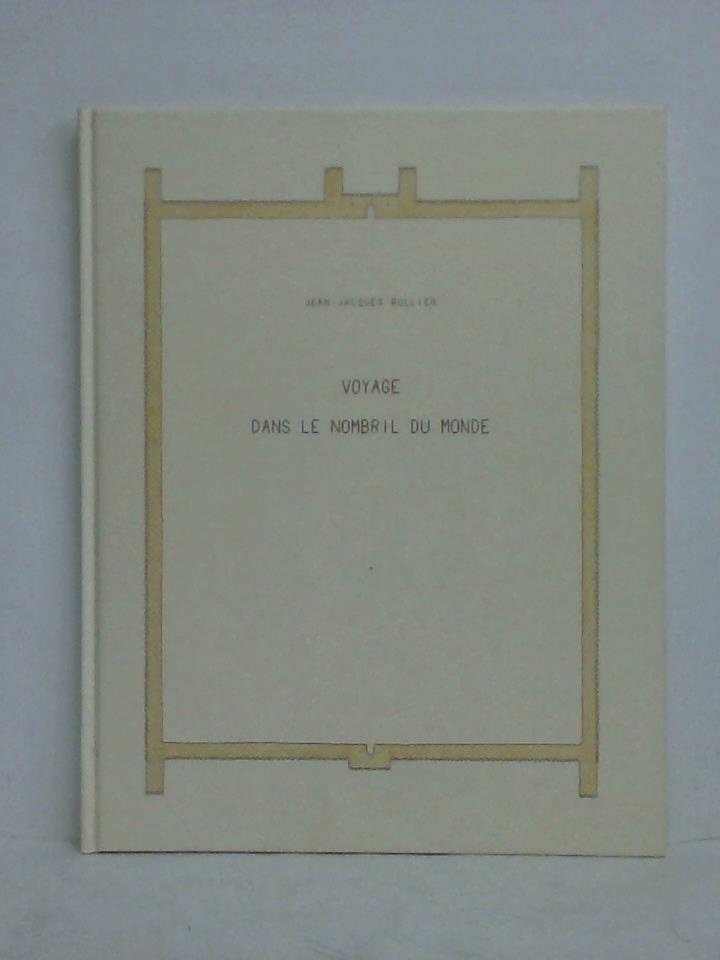 JEAN JACQUES RULLIER
VOYAGE
DANS LE NOMBRIL DU MONDE